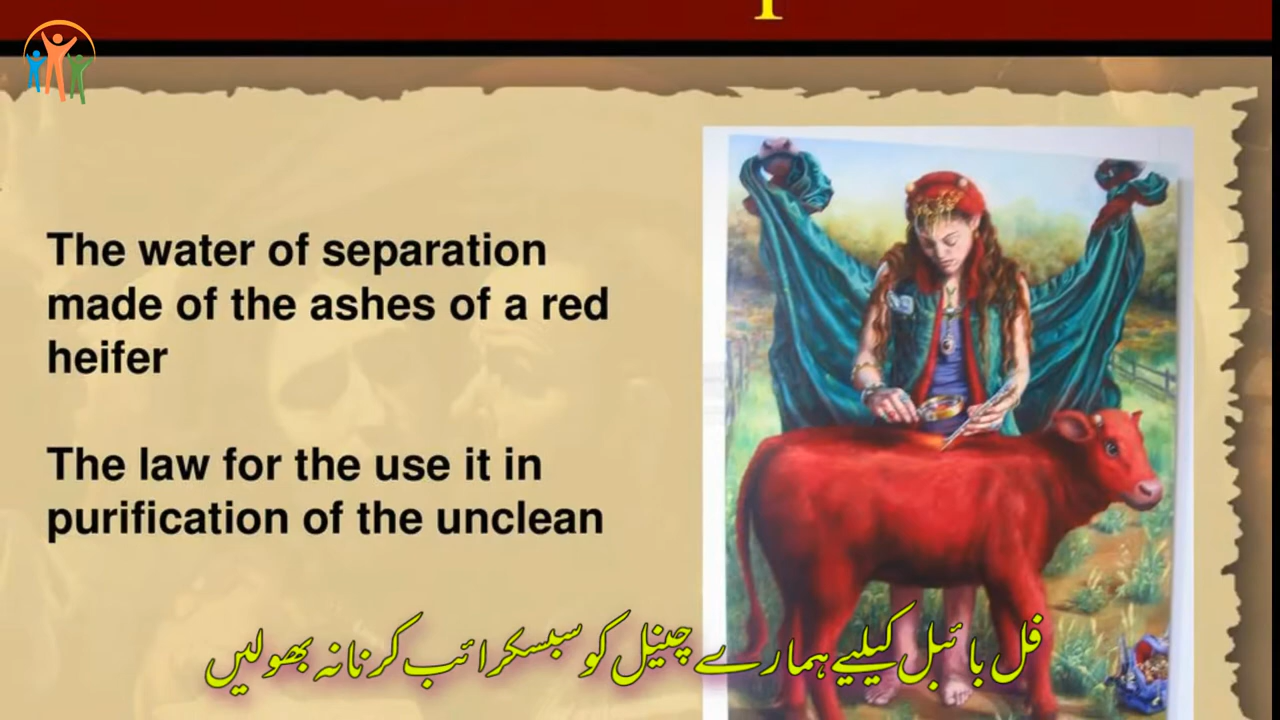 The water of separation
made of the ashes of a red
heifer
The law for the use it in
purification of the unclean
فل بائبل کیلیے ہمارے چینل کو سبسکرائب کرنا نہ بھولیں